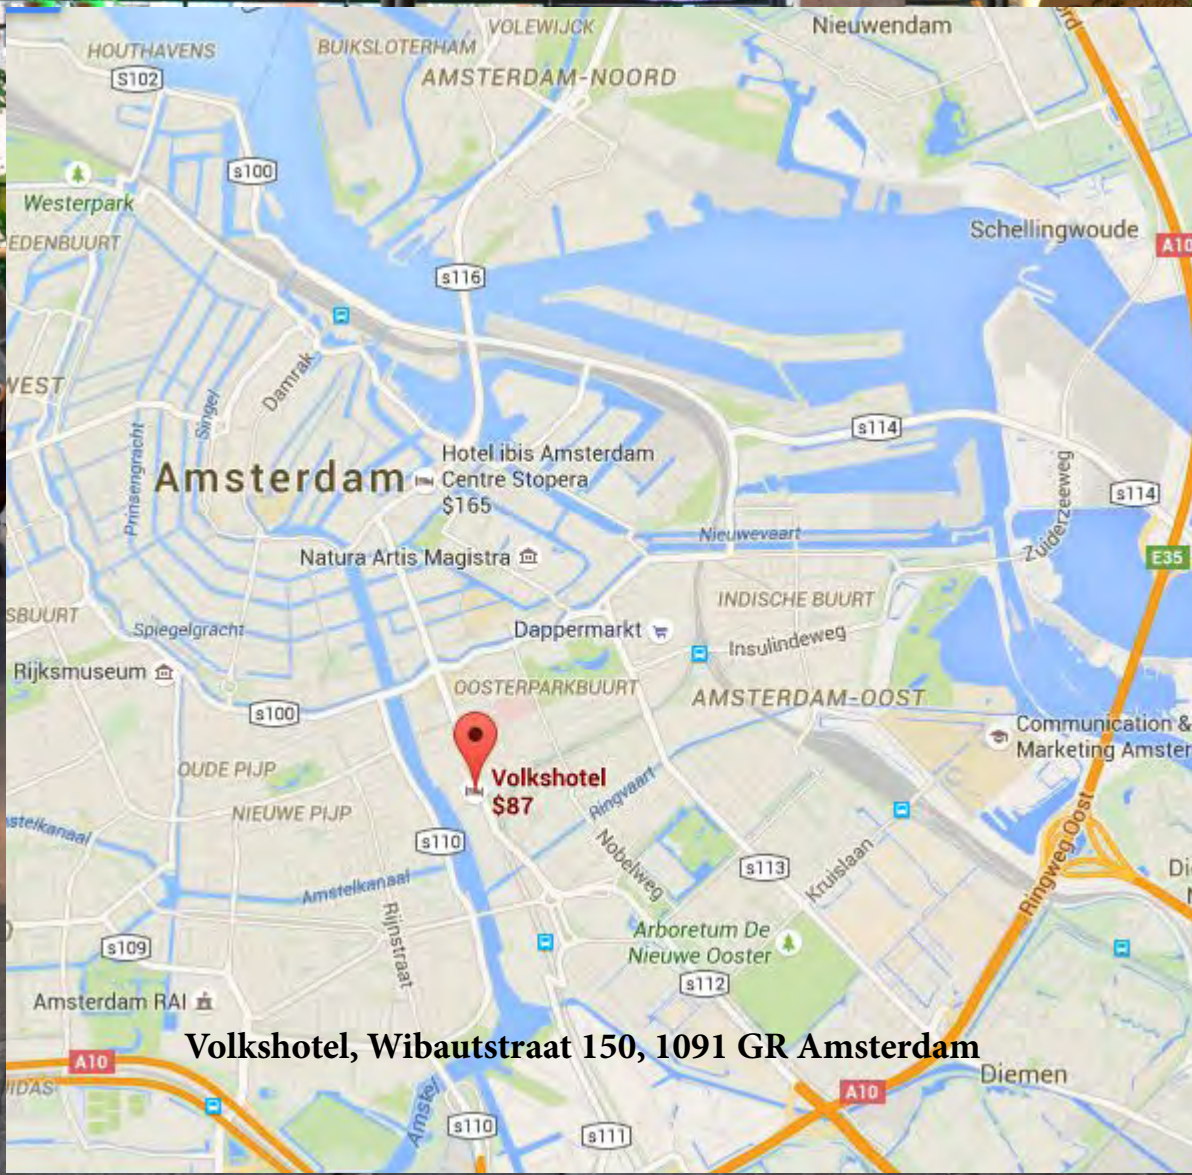 VOLEWIJCK
Nieuwendam
HOUTHAVENS
BUIKSLOTERHAM
S102
AMSTERDAM-NOORD
s100
Westerpark
EDENBUURT
Schellingwoude
A10
s116
WEST
Damrak
Singel
Prinsengracht
s114
Hotel ibis Amsterdam
Centre Stopera
$165
Amsterdam
Zuiderzeeweg
s114
Nieuwevaart
Natura Artis Magistra
E35
INDISCHE BUURT
SBUURT
Spiegelgracht
Dappermarkt
Insulindeweg
Rijksmuseum
OOSTERPARKBUURT
AMSTERDAM-OOST
s100
Communication &
Marketing Amster
OUDE PIJP
Volkshotel
$87
Ringvaart
NIEUWE PIJP
stelkanaal
s110
Nobelweg
s113
Kruislaan
Ringweg Oost
Di
Amstelkanaal
Rijnstraat
s109
Arboretum De
Nieuwe Ooster
s112
Amsterdam RAI
Volkshotel, Wibautstraat 150, 1091 GR Amsterdam
A10
Diemen
IDAS
A10
Amstel
s110
s111